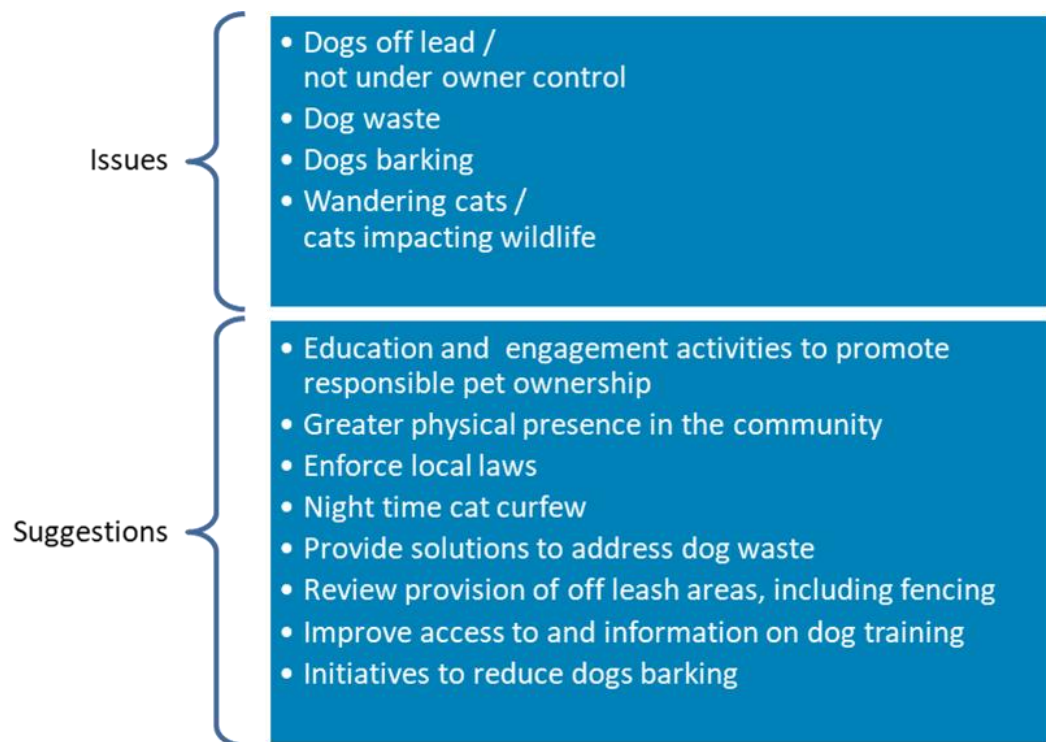 Issues
• Dogs off lead /
not under owner control
• Dog waste
• Dogs barking
• Wandering cats /
cats impacting wildlife
Suggestions
• Education and  engagement activities to promote
responsible pet ownership
• Greater physical presence in the community
• Enforce local laws
• Night time cat curfew
• Provide solutions to address dog waste
• Review provision of off leash areas, including fencing
• Improve access to and information on dog training
• Initiatives to reduce dogs barking